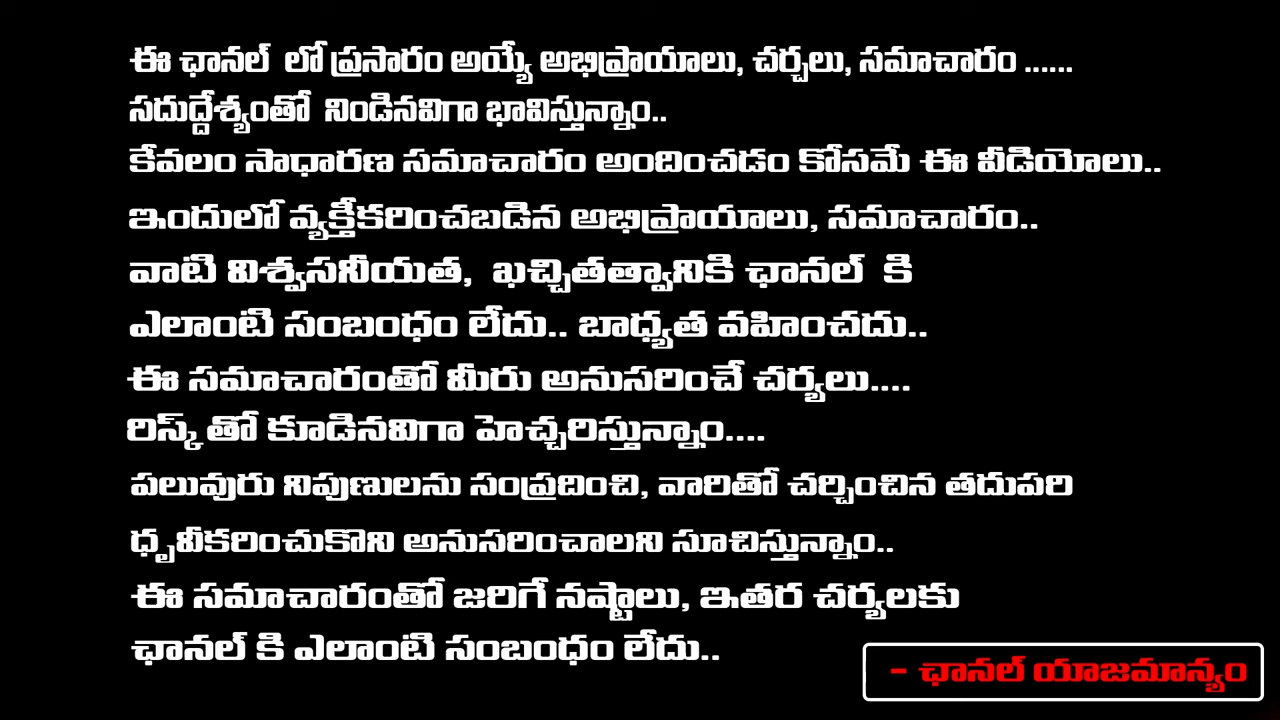 ఈ ఛానల్ లో ప్రసారం అయ్యే అభిప్రాయాలు, చర్చలు, సమాచారం ......
సదుద్దేశ్యంతో నిండినవిగా భావిస్తున్నాం..
కేవలం సాధారణ సమాచారం అందించడం కోసమే ఈ వీడియోలు..
ఇందులో వ్యక్తీకరించబడిన అభిప్రాయాలు, సమాచారం..
వాటి విశ్వసనీయత, ఖచ్చితత్వానికి ఛానల్ కి
ఎలాంటి సంబంధం లేదు.. బాధ్యత వహించదు..
ఈ సమాచారంతో మీరు అనుసరించే చర్యలు....
రిస్క్ తో కూడినవిగా హెచ్చరిస్తున్నాం....
పలువురు నిపుణులను సంప్రదించి, వారితో చర్చించిన తదుపరి
ధృవీకరించుకొని అనుసరించాలని సూచిస్తున్నాం..
ఈ సమాచారంతో జరిగే నష్టాలు, ఇతర చర్యలకు
ఛానల్ కి ఎలాంటి సంబంధం లేదు..
- ఛానల్ యాజమాన్యం